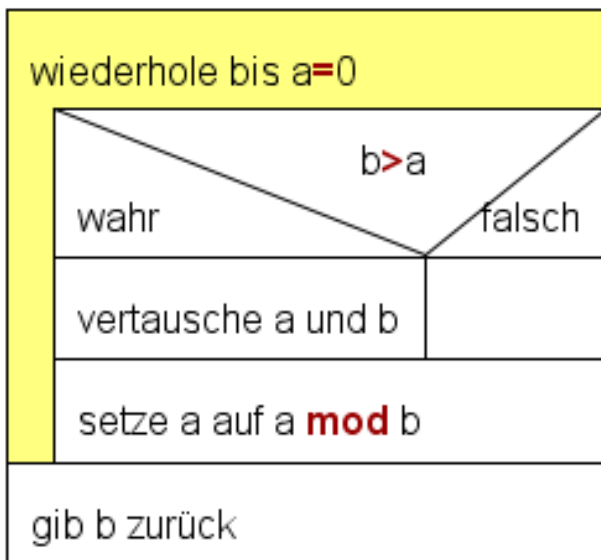 wiederhole bis a=0
b>a
wahr
falsch
vertausche a und b
setze a auf a mod b
gib b zurück